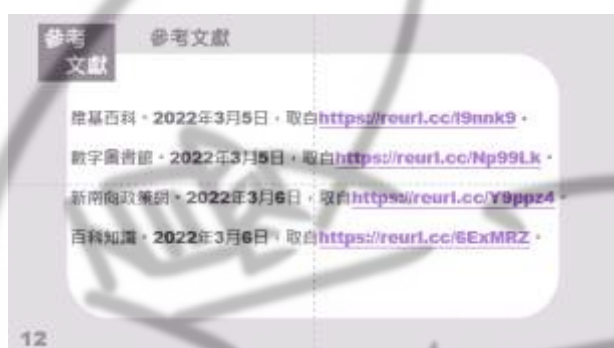 參考
文獻
參考文獻
維基百科。2022年3月5日，取自https://reurl.cc/l9nnk9。
數字圖書館。2022年3月5日，取自https://reurl.cc/Np99Lk。
新南向政策網。2022年3月6日，取自https://reurl.cc/Y9ppz4。
百科知識。2022年3月6日，取自https://reurl.cc/6ExMRZ。
12